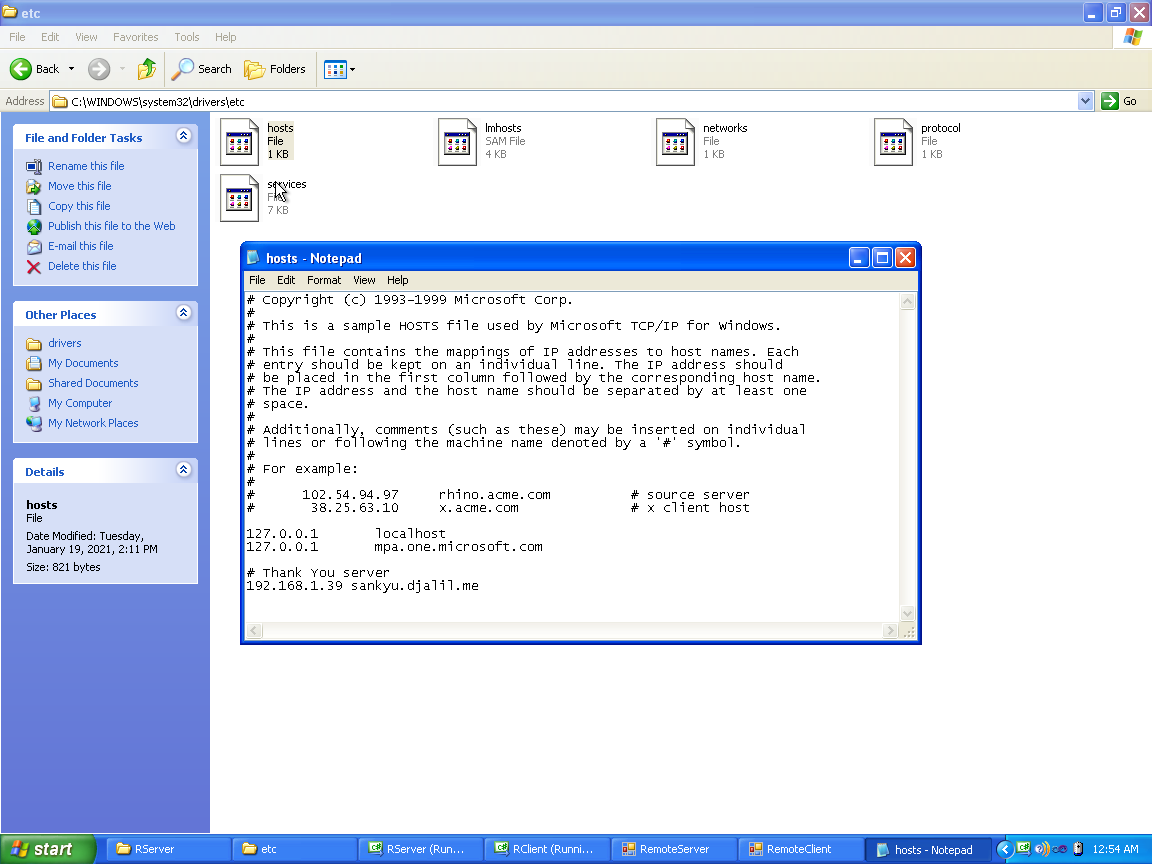 etc
File Edit View Favorites Tools Help
Back Search Folders
Address C:\WINDOWS\system32\drivers\etc Go
File and Folder Tasks
Rename this file
Move this file
Copy this file
Publish this file to the Web
E-mail this file
Delete this file
Other Places
drivers
My Documents
Shared Documents
My Computer
My Network Places
Details
hosts
File
Date Modified: Tuesday,
January 19, 2021, 2:11 PM
Size: 821 bytes
hosts
File
1 KB
lmhosts
SAM File
4 KB
networks
File
1 KB
protocol
File
1 KB
services
File
7 KB
hosts - Notepad
File Edit Format View Help
# Copyright (c) 1993-1999 Microsoft Corp.
#
# This is a sample HOSTS file used by Microsoft TCP/IP for Windows.
#
# This file contains the mappings of IP addresses to host names. Each
# entry should be kept on an individual line. The IP address should
# be placed in the first column followed by the corresponding host name.
# The IP address and the host name should be separated by at least one
# space.
#
# Additionally, comments (such as these) may be inserted on individual
# lines or following the machine name denoted by a '#' symbol.
#
# For example:
#
# 102.54.94.97 rhino.acme.com # source server
# 38.25.63.10 x.acme.com # x client host
127.0.0.1 localhost
127.0.0.1 mpa.one.microsoft.com
# Thank You server
192.168.1.39 sankyu.djalil.me
start RServer etc RServer (Run... RClient (Runni... RemoteServer RemoteClient hosts - Notepad 12:54 AM